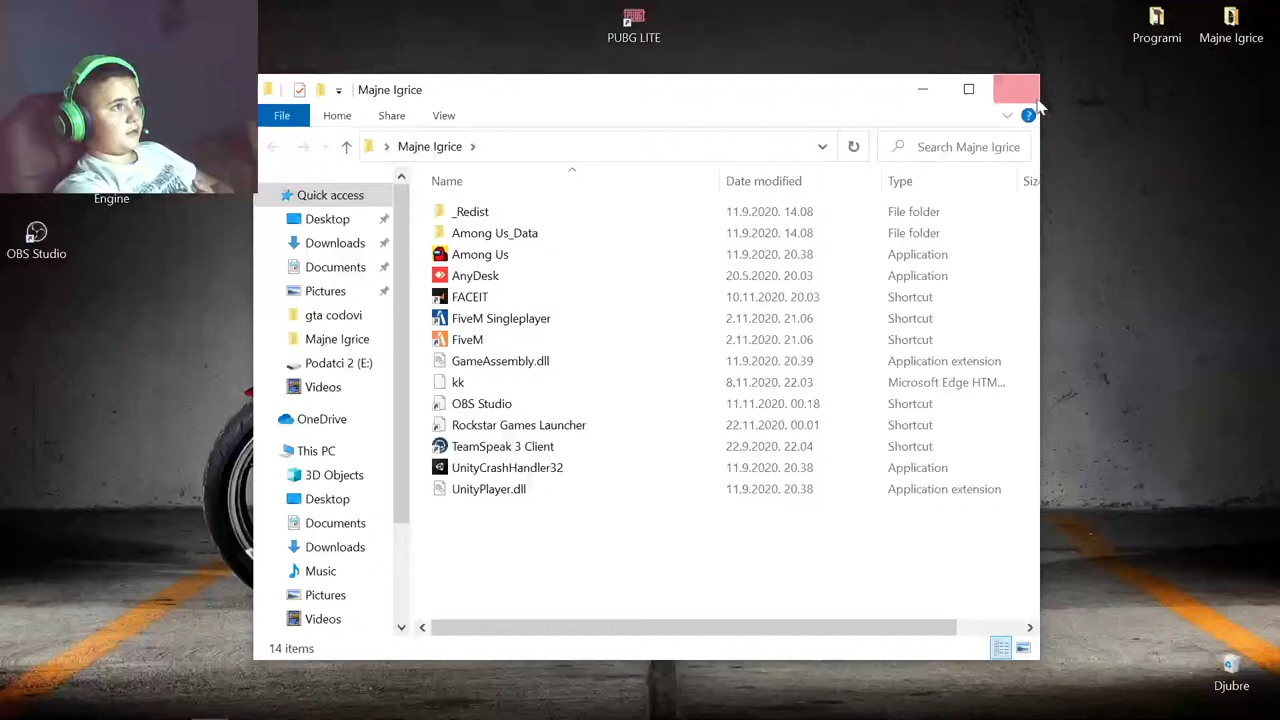 PUBG
PUBG LITE
Programi
Majne Igrice
Engine
OBS Studio
Majne Igrice
File
Home
Share
View
?
Majne Igrice
Search Majne Igrice
Name
Date modified
Type
Siz
Quick access
Desktop
Downloads
Documents
Pictures
gta codovi
Majne Igrice
Podatci 2 (E:)
Videos
OneDrive
This PC
3D Objects
Desktop
Documents
Downloads
Music
Pictures
Videos
_Redist 11.9.2020. 14.08 File folder
Among Us_Data 11.9.2020. 14.08 File folder
Among Us 11.9.2020. 20.38 Application
AnyDesk 20.5.2020. 20.03 Application
FACEIT 10.11.2020. 20.03 Shortcut
FiveM Singleplayer 2.11.2020. 21.06 Shortcut
FiveM 2.11.2020. 21.06 Shortcut
GameAssembly.dll 11.9.2020. 20.39 Application extension
kk 8.11.2020. 22.03 Microsoft Edge HTM...
OBS Studio 11.11.2020. 00.18 Shortcut
Rockstar Games Launcher 22.11.2020. 00.01 Shortcut
TeamSpeak 3 Client 22.9.2020. 22.04 Shortcut
UnityCrashHandler32 11.9.2020. 20.38 Application
UnityPlayer.dll 11.9.2020. 20.38 Application extension
14 items
Djubre